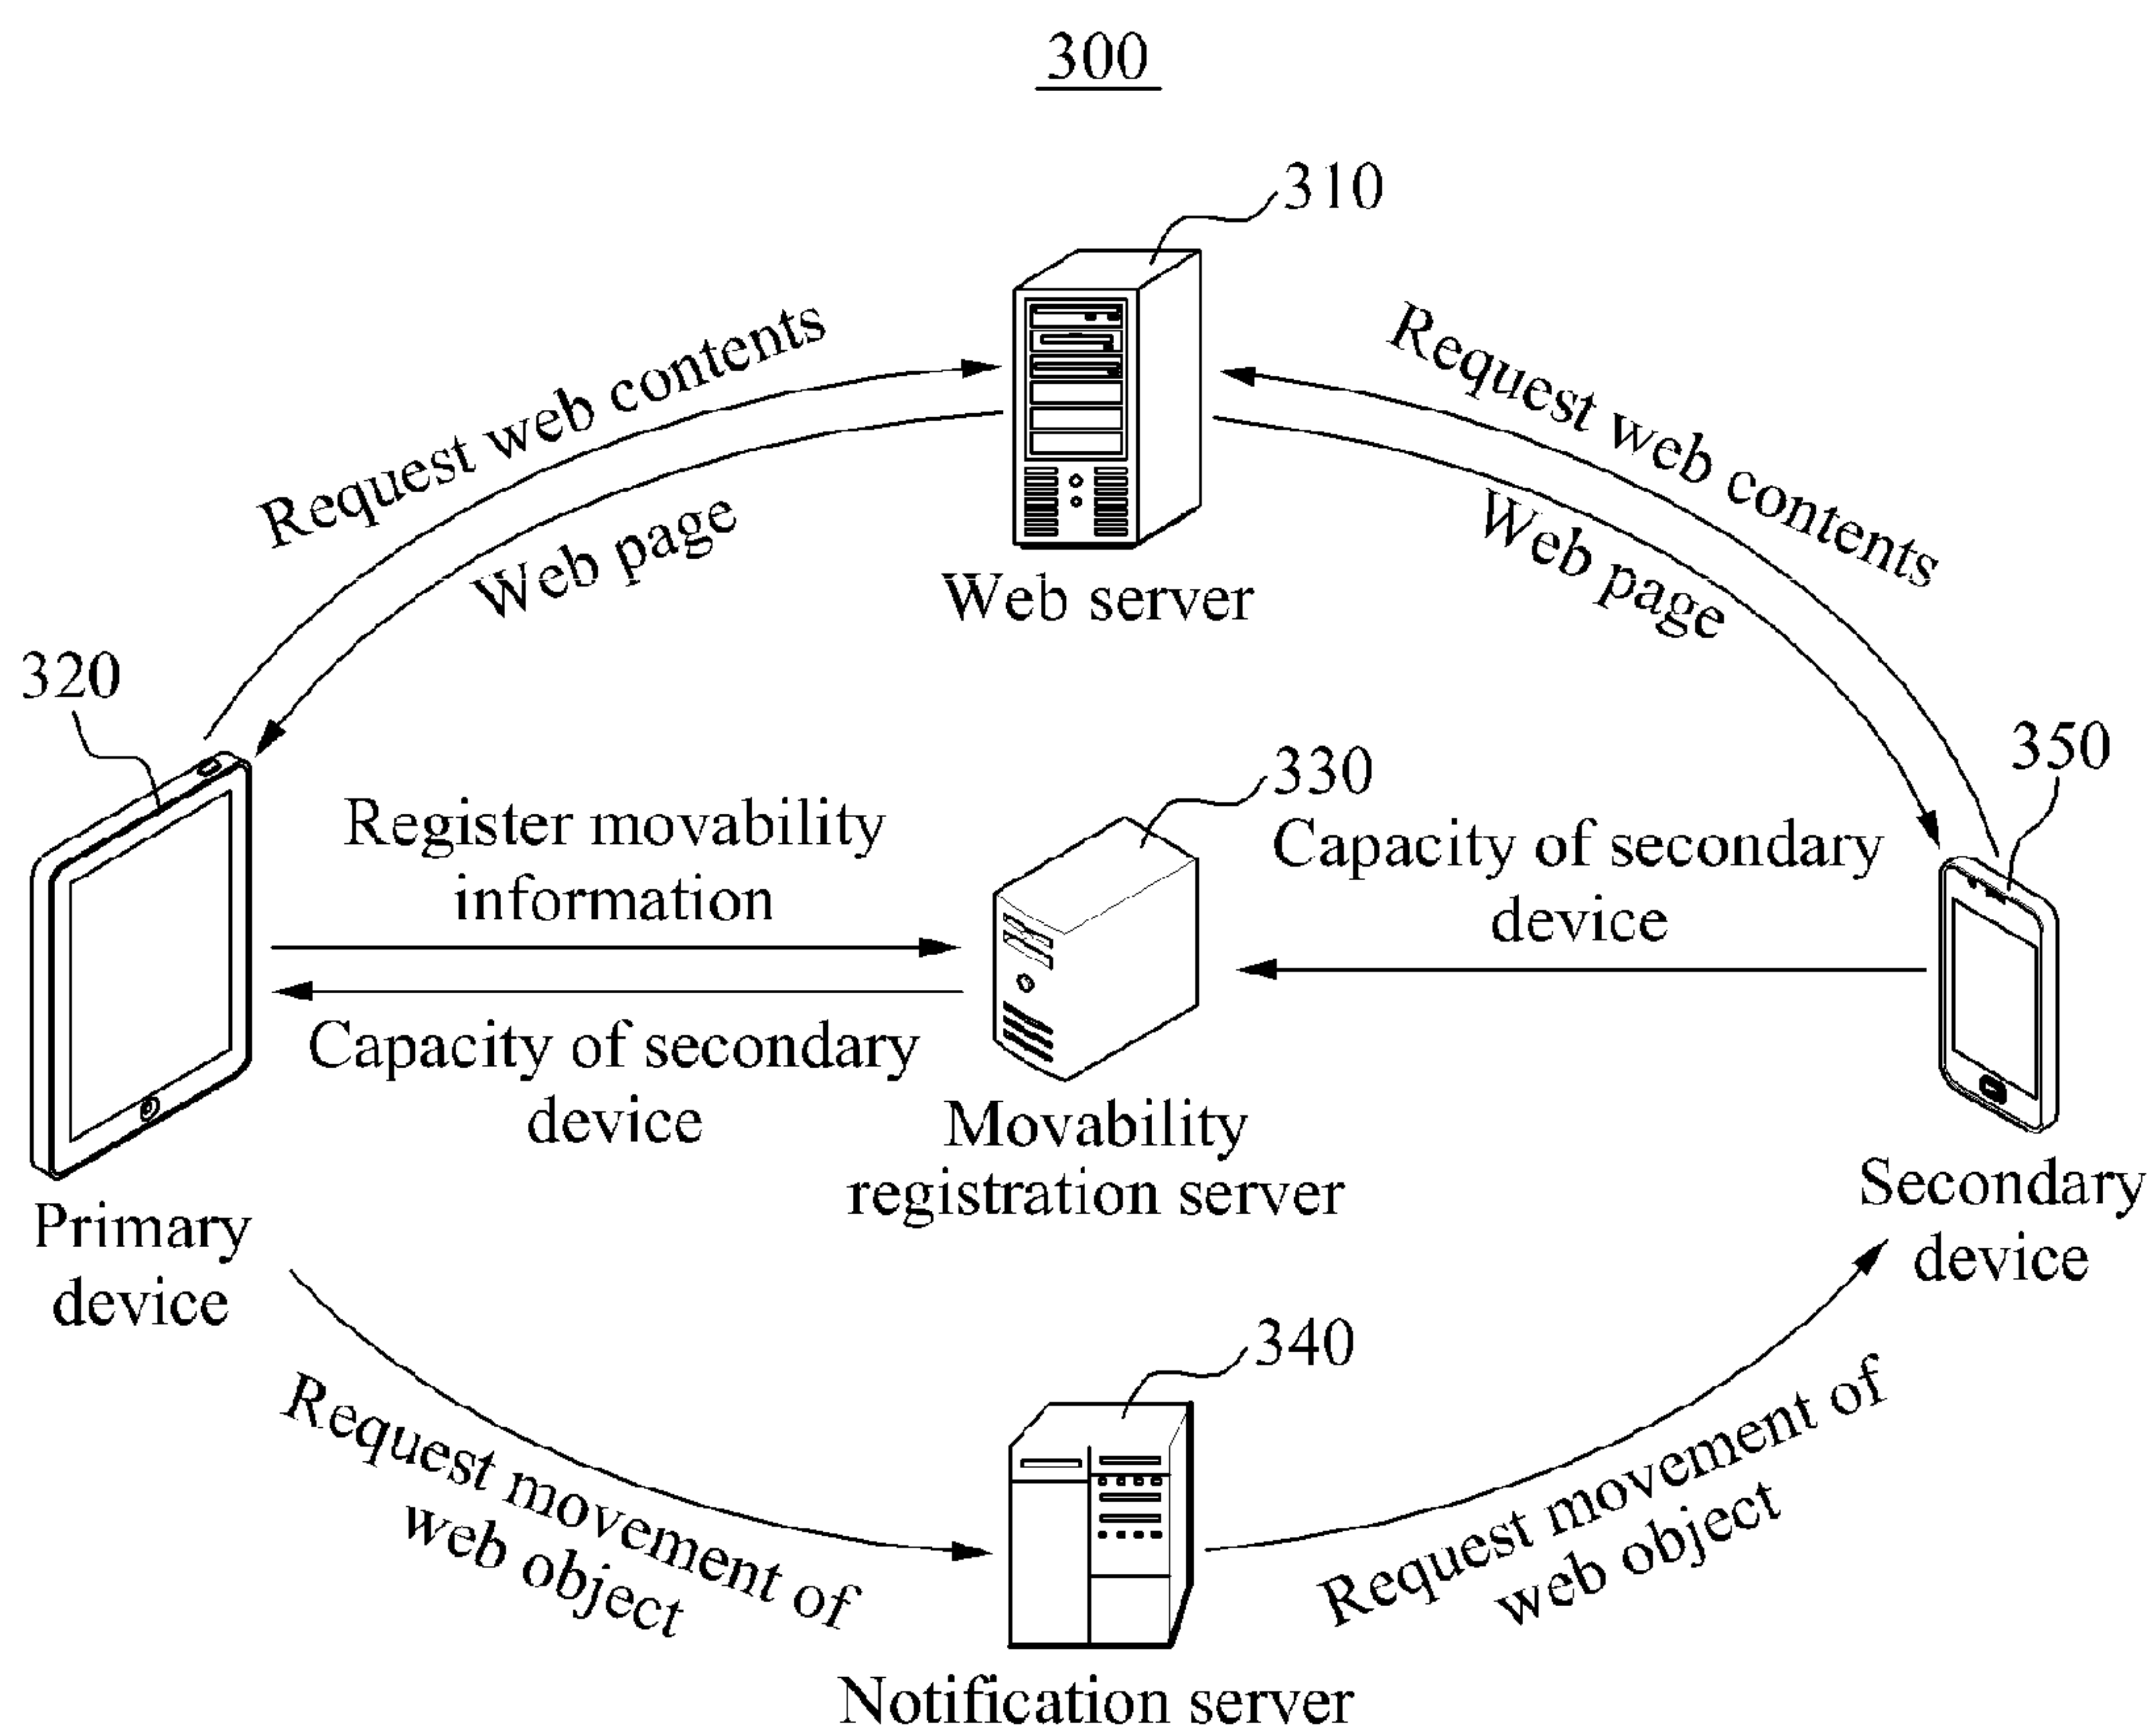 300
310
Request web contents
Web page
Request web contents
Web page
Web server
320
330
350
Register movability
information
Capacity of secondary
device
Capacity of secondary
device
Movability
registration server
Primary
device
Secondary
device
340
Request movement of
web object
Request movement of
web object
Notification server